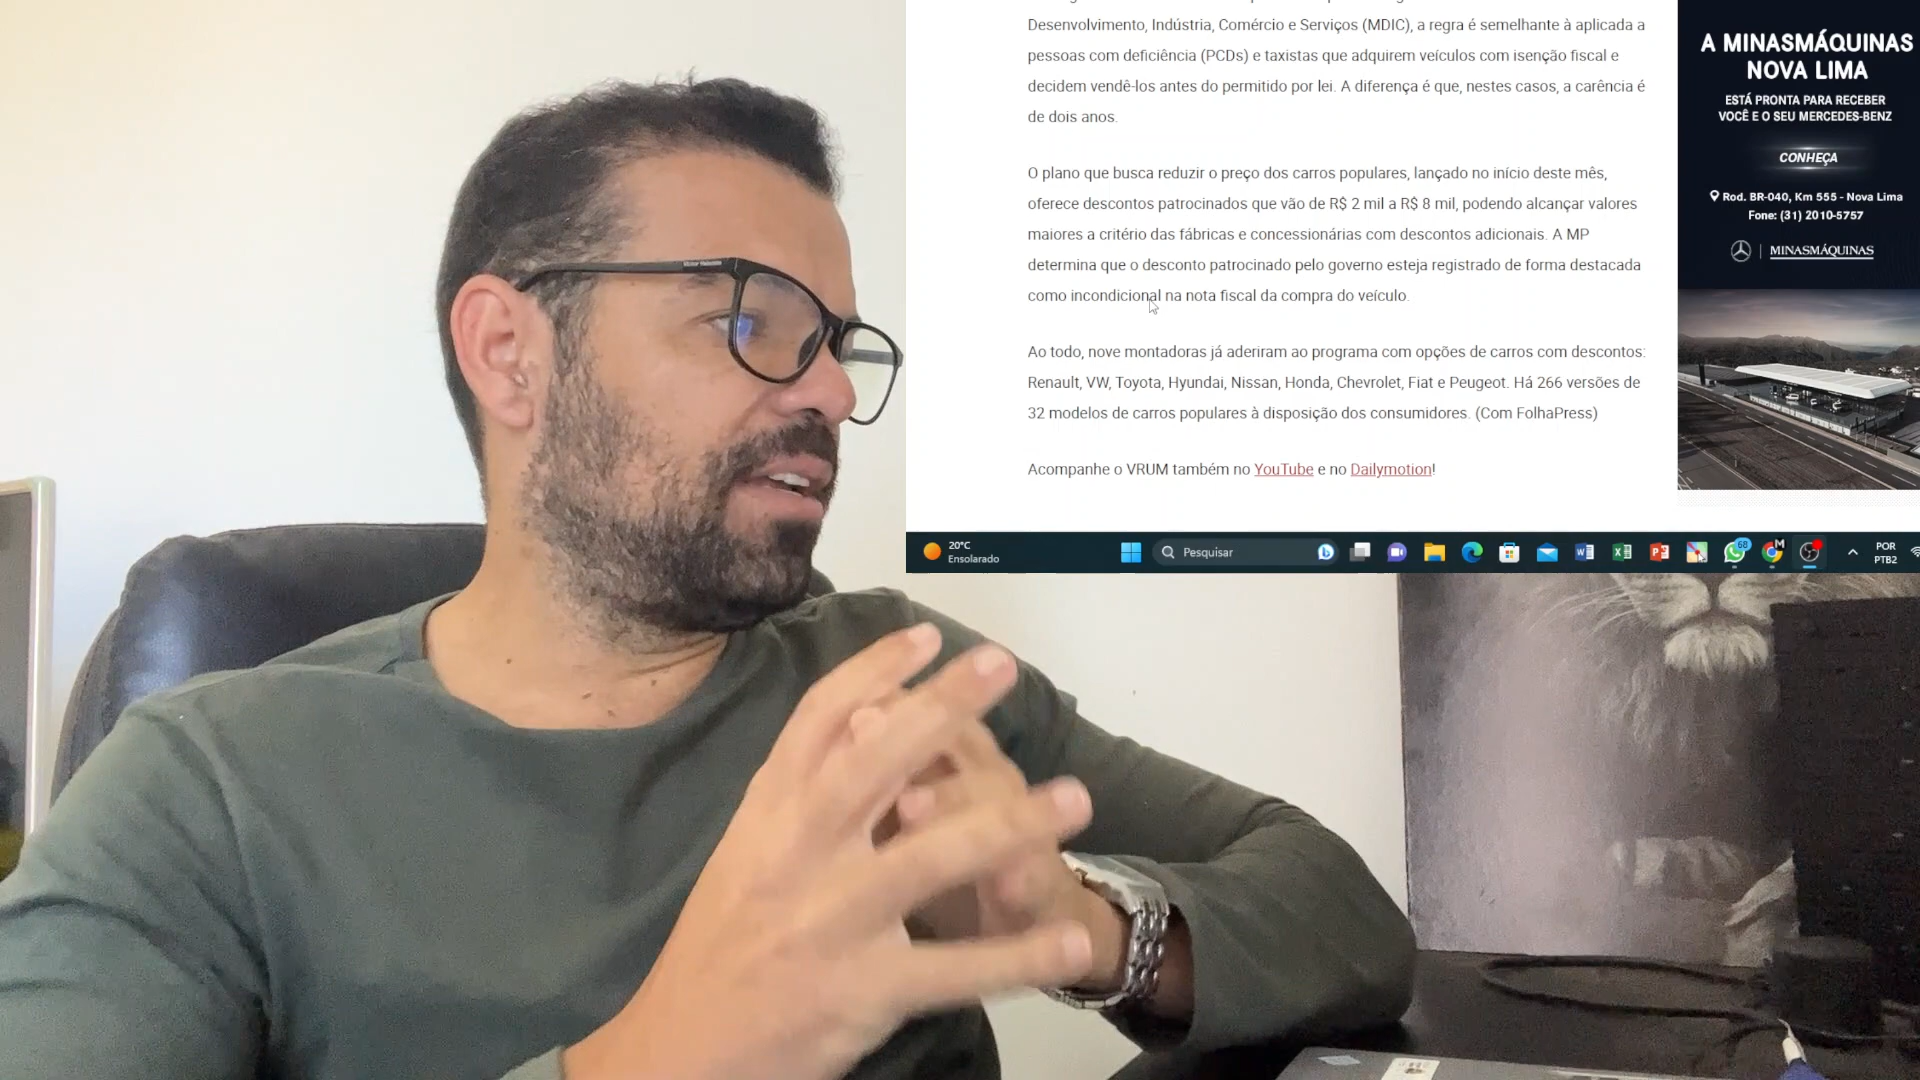 Desenvolvimento, Indústria, Comércio e Serviços (MDIC), a regra é semelhante à aplicada a
pessoas com deficiência (PCDs) e taxistas que adquirem veículos com isenção fiscal e
decidem vendê-los antes do permitido por lei. A diferença é que, nestes casos, a carência é
de dois anos.
O plano que busca reduzir o preço dos carros populares, lançado no início deste mês,
oferece descontos patrocinados que vão de R$ 2 mil a R$ 8 mil, podendo alcançar valores
maiores a critério das fábricas e concessionárias com descontos adicionais. A MP
determina que o desconto patrocinado pelo governo esteja registrado de forma destacada
como incondicional na nota fiscal da compra do veículo.
Ao todo, nove montadoras já aderiram ao programa com opções de carros com descontos:
Renault, VW, Toyota, Hyundai, Nissan, Honda, Chevrolet, Fiat e Peugeot. Há 266 versões de
32 modelos de carros populares à disposição dos consumidores. (Com FolhaPress)
Acompanhe o VRUM também no YouTube e no Dailymotion!
A MINASMÁQUINAS
NOVA LIMA
ESTÁ PRONTA PARA RECEBER
VOCÊ E O SEU MERCEDES-BENZ
CONHEÇA
Rod. BR-040, Km 555 - Nova Lima
Fone: (31) 2010-5757
MINASMÁQUINAS
20°C
Ensolarado
Pesquisar
68
POR
PTB2